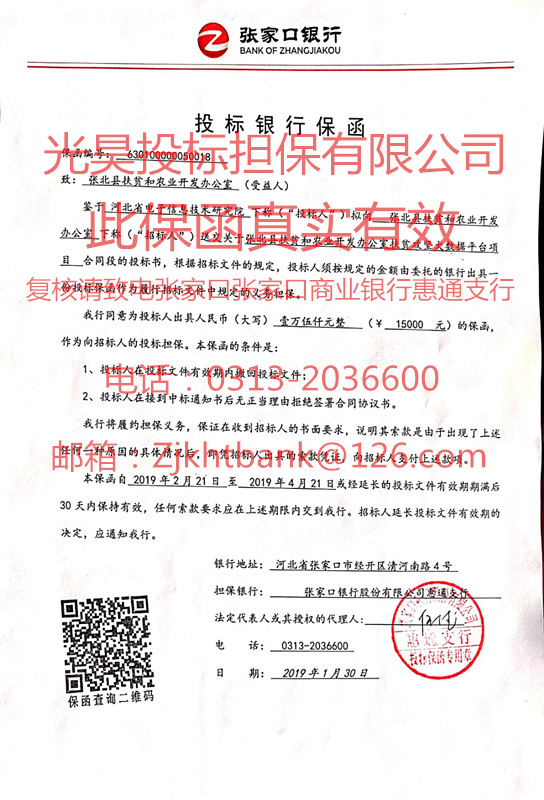 张家口银行
BANK OF ZHANGJIAKOU
投标银行保函
光昊投标担保有限公司
保函编号：630100000050018
致：张北县扶贫和农业开发办公室（受益人）
鉴于 河北省电子信息技术研究院 下称（“投标人”）拟向 张北县扶贫和农业开发
此保函真实有效
办公室 下称（“招标人”）送交关于张北县扶贫和农业开发办公室扶贫攻坚大数据平台项
目 合同段的投标书，根据招标文件的规定，投标人须按规定的金额由委托的银行出具一
复核请致电张家口张家口商业银行惠通支行
份投标保函作为履行招标文件中规定的义务担保。
我行同意为投标人出具人民币（大写） 壹万伍仟元整 （￥ 15000 元）的保函，
作为向招标人的投标担保。本保函的条件是：
1、投标人在投标文件有效期内撤回投标文件；
电话：0313-2036600
2、投标人在接到中标通知书后无正当理由拒绝签署合同协议书。
我行将履约担保义务，保证在收到招标人的书面要求，说明其索款是由于出现了上述
任何一种原因的具体情况后，即凭招标人出具的索款凭证，向招标人支付上述款项。
邮箱：Zjkhtbank@126.com
本保函自 2019 年 2 月 21 日 至 2019 年 4 月 21 日或经延长的投标文件有效期期满后
30 天内保持有效，任何索款要求应在上述期限内交到我行。招标人延长投标文件有效期的
决定，应通知我行。
银行地址： 河北省张家口市经开区清河南路 4 号
担保银行： 张家口银行股份有限公司惠通支行
法定代表人或其授权的代理人：
惠通支行
投标保函专用章
电 话： 0313-2036600
日 期： 2019 年 1 月 30 日
保函查询二维码